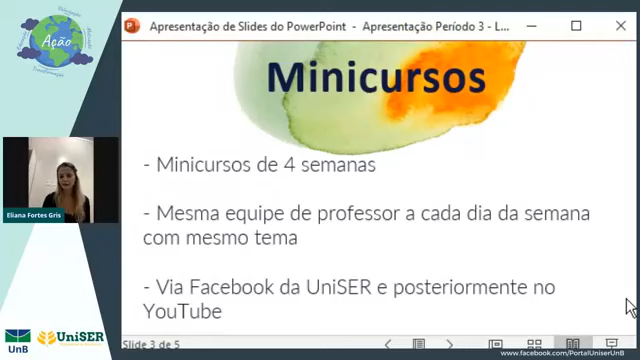 Apresentação de Slides do PowerPoint - Apresentação Período 3 - L...
Ação
Minicursos
- Minicursos de 4 semanas
- Mesma equipe de professor a cada dia da semana
com mesmo tema
- Via Facebook da UniSER e posteriormente no
YouTube
Eliana Fortes Gris
Slide 3 de 5
UnB
UniSER
www.facebook.com/PortalUniserUnB